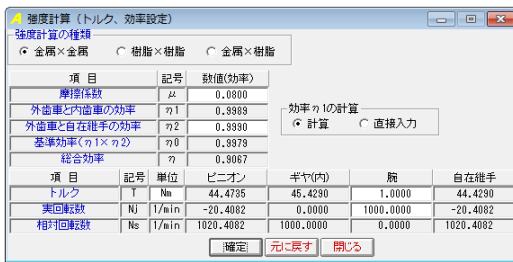 強度計算（トルク、効率設定）
強度計算の種類
金属×金属 樹脂×樹脂 金属×樹脂
項 目 記号 数値(効率)
摩擦係数 μ 0.0800
外歯車と内歯車の効率 η1 0.9989
外歯車と自在継手の効率 η2 0.9990
基準効率(η1×η2) η0 0.9979
総合効率 η 0.9067
効率η1の計算
計算 直接入力
項 目 記号 単位 ピニオン ギヤ(内) 腕 自在継手
トルク T Nm 44.4735 45.4290 1.0000 44.4290
実回転数 Nj 1/min -20.4082 0.0000 1000.0000 -20.4082
相対回転数 Ns 1/min 1020.4082 1000.0000 0.0000 1020.4082
確定 元に戻す 閉じる